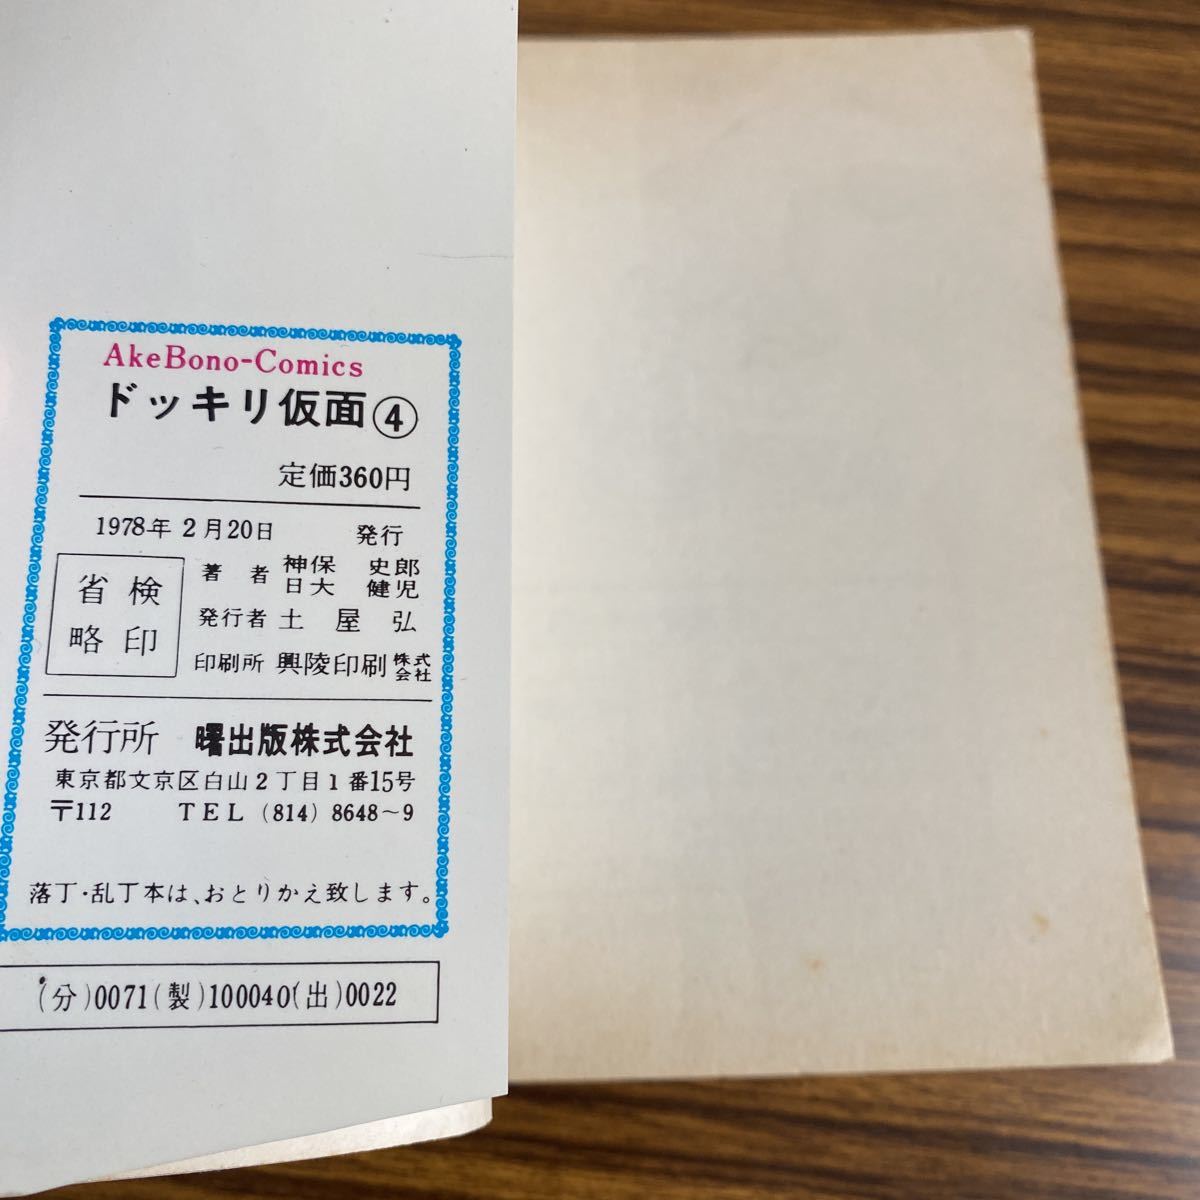 AkeBono-Comics
ドッキリ仮面④
定価360円
1978年2月20日 発行
検印省略
著者 神保 史郎
日大 健児
発行者 土屋 弘
印刷所 興陵印刷株式会社
発行所 曙出版株式会社
東京都文京区白山2丁目1番15号
〒112 TEL (814) 8648〜9
落丁・乱丁本は、おとりかえ致します。
(分)0071(製)100040(出)0022